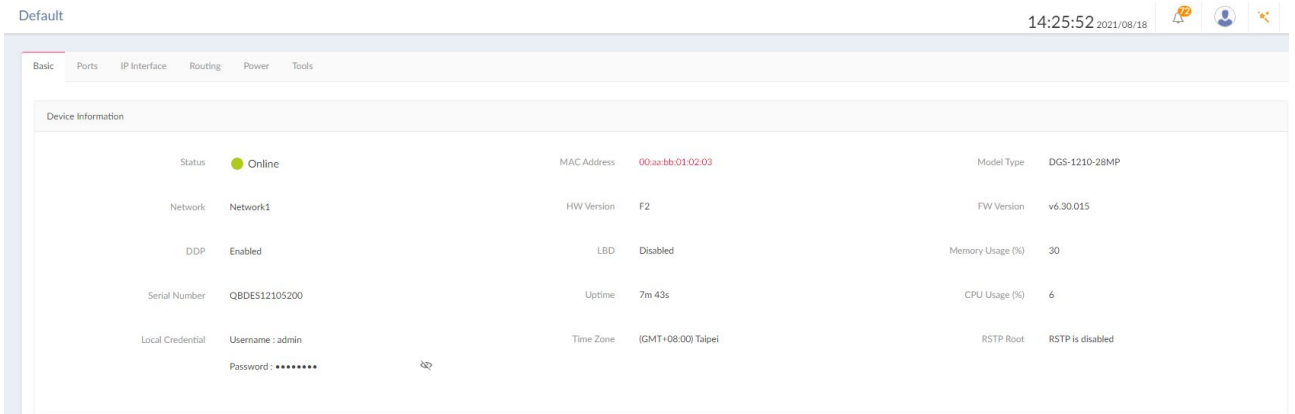 Default
14:25:52 2021/08/18
72
Basic Ports IP Interface Routing Power Tools
Device Information
Status Online MAC Address 00:aa:bb:01:02:03 Model Type DGS-1210-28MP
Network Network1 HW Version F2 FW Version v6.30.015
DDP Enabled LBD Disabled Memory Usage (%) 30
Serial Number QBDES12105200 Uptime 7m 43s CPU Usage (%) 6
Local Credential Username : admin Time Zone (GMT+08:00) Taipei RSTP Root RSTP is disabled
Password : ••••••••